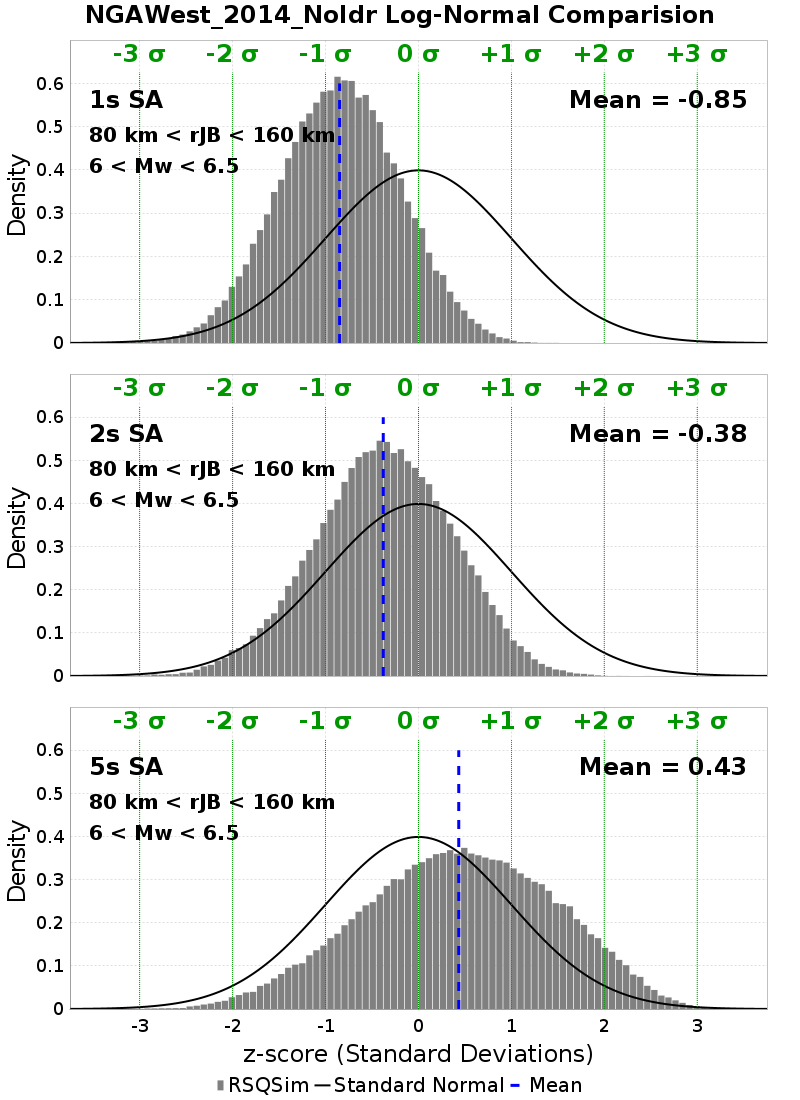 NGAWest_2014_NoIdr Log-Normal Comparision
-3 σ -2 σ -1 σ 0 σ +1 σ +2 σ +3 σ
0.6
1s SA Mean = -0.85
0.5
80 km < rJB < 160 km
0.4
6 < Mw < 6.5
0.3
0.2
0.1
0
Density
-3 σ -2 σ -1 σ 0 σ +1 σ +2 σ +3 σ
0.6
2s SA Mean = -0.38
0.5
80 km < rJB < 160 km
0.4
6 < Mw < 6.5
0.3
0.2
0.1
0
Density
-3 σ -2 σ -1 σ 0 σ +1 σ +2 σ +3 σ
0.6
5s SA Mean = 0.43
0.5
80 km < rJB < 160 km
0.4
6 < Mw < 6.5
0.3
0.2
0.1
0
Density
-3 -2 -1 0 1 2 3
z-score (Standard Deviations)
RSQSim Standard Normal Mean